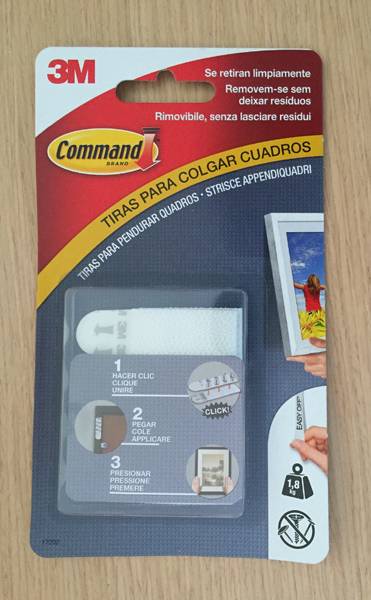 3M
Se retiran limpiamente
Removem-se sem
deixar resíduos
Rimovibile, senza lasciare residui
Command
BRAND
TIRAS PARA COLGAR CUADROS
TIRAS PARA PENDURAR QUADROS • STRISCE APPENDIQUADRI
3M
1
HACER CLIC
CLIQUE
UNIRE
CLICK!
2
PEGAR
COLE
APPLICARE
3
PRESIONAR
PRESSIONE
PREMERE
EASY OFF!
1,8
kg
17202